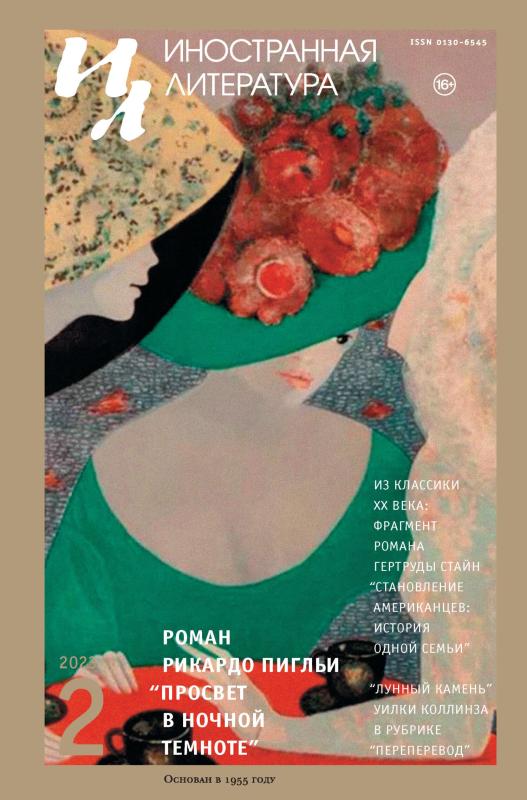 ИЛ
ИНОСТРАННАЯ
ЛИТЕРАТУРА
ISSN 0130-6545
16+
ИЗ КЛАССИКИ
XX ВЕКА:
ФРАГМЕНТ
РОМАНА
ГЕРТРУДЫ СТАЙН
“СТАНОВЛЕНИЕ
АМЕРИКАНЦЕВ:
ИСТОРИЯ
ОДНОЙ СЕМЬИ”
“ЛУННЫЙ КАМЕНЬ”
УИЛКИ КОЛЛИНЗА
В РУБРИКЕ
“ПЕРЕПЕРЕВОД”
РОМАН
РИКАРДО ПИГЛЬИ
“ПРОСВЕТ
В НОЧНОЙ
ТЕМНОТЕ”
2
Основан в 1955 году